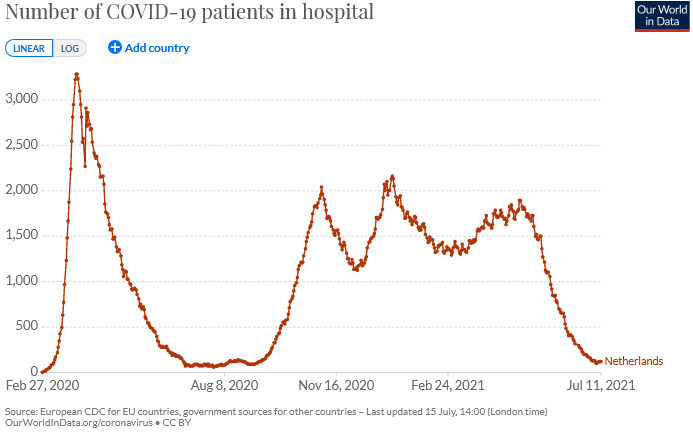 Number of COVID-19 patients in hospital
Our World
in Data
LINEAR LOG Add country
3,000
2,500
2,000
1,500
1,000
500
0
Netherlands
Feb 27, 2020 Aug 8, 2020 Nov 16, 2020 Feb 24, 2021 Jul 11, 2021
Source: European CDC for EU countries, government sources for other countries – Last updated 15 July, 14:00 (London time)
OurWorldInData.org/coronavirus • CC BY